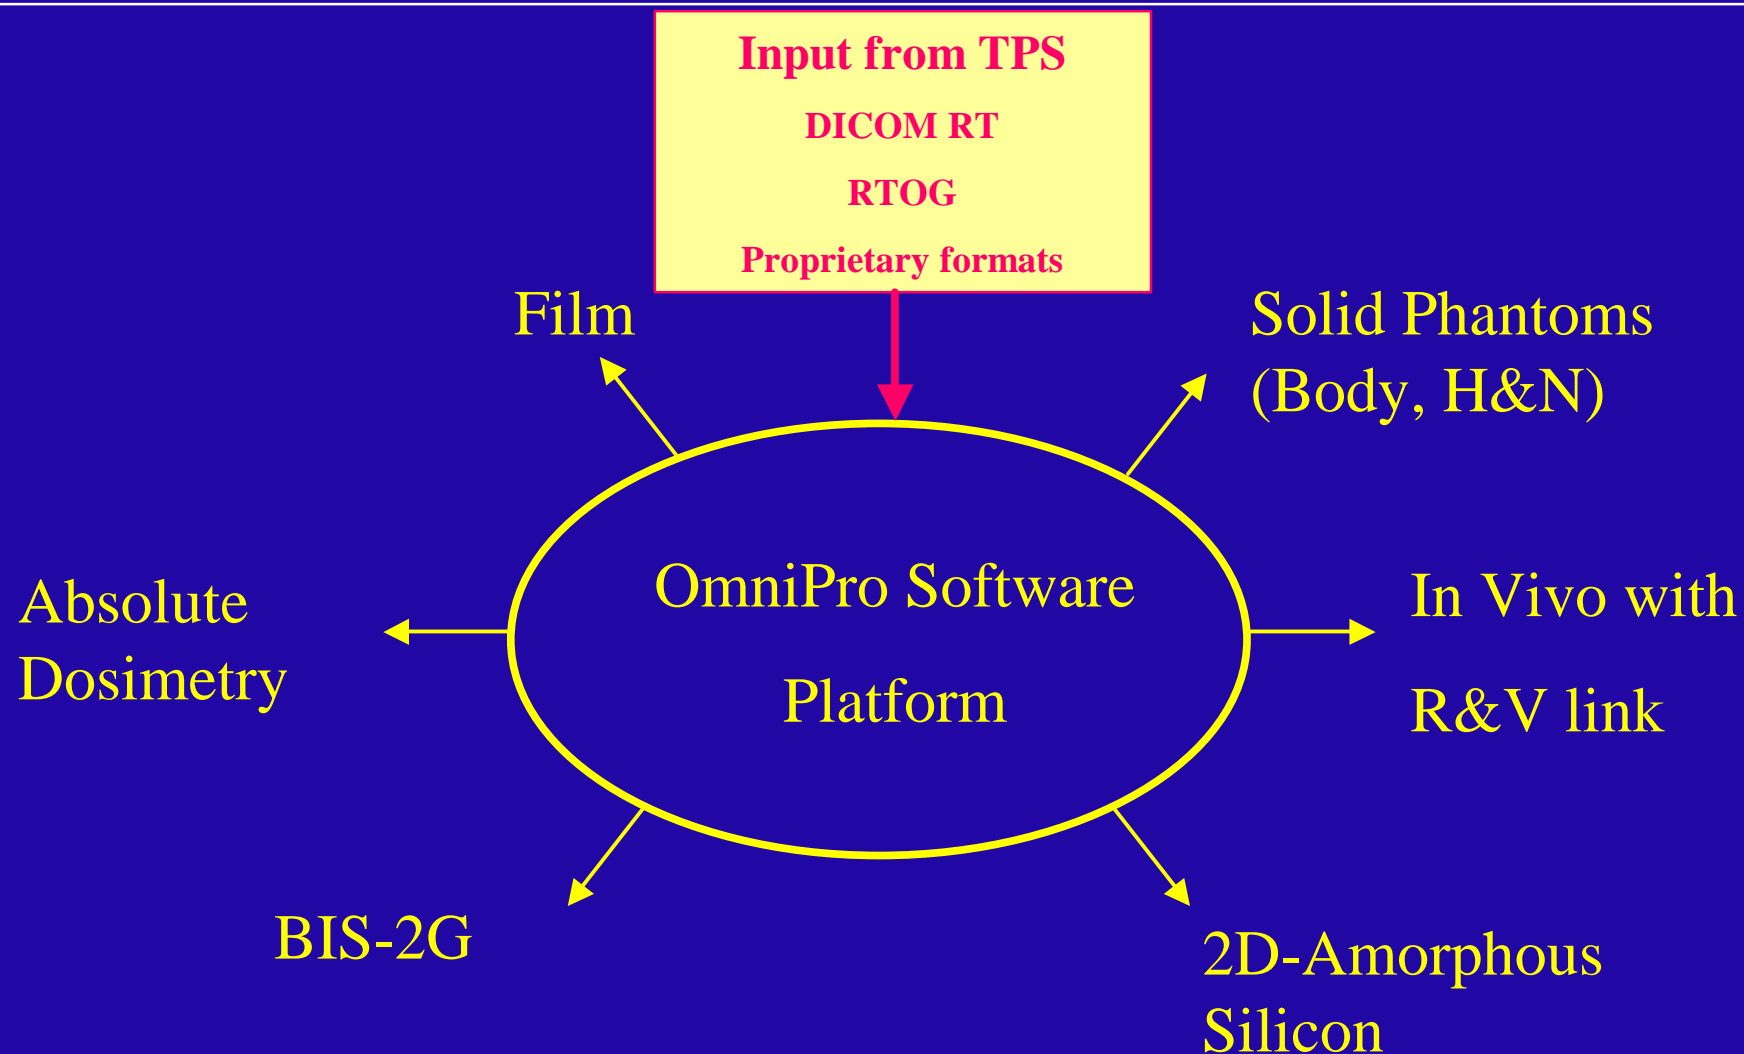 Input from TPS
DICOM RT
RTOG
Proprietary formats
Film
Solid Phantoms
(Body, H&N)
Absolute
Dosimetry
OmniPro Software
Platform
In Vivo with
R&V link
BIS-2G
2D-Amorphous
Silicon